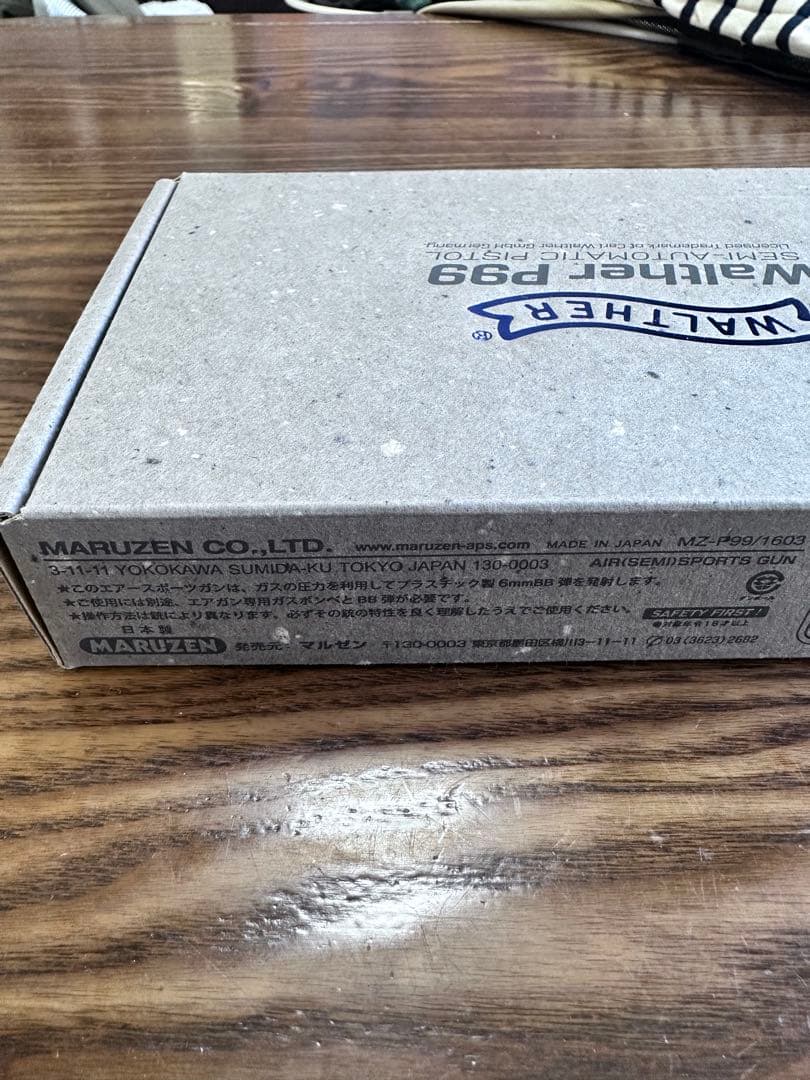 WALTHER®
Walther P99
SEMI-AUTOMATIC PISTOL
Licensed Trademark of Carl Walther GmbH Germany
MARUZEN CO.,LTD. www.maruzen-aps.com MADE IN JAPAN MZ-P99/1603
3-11-11 YOKOKAWA SUMIDA-KU TOKYO JAPAN 130-0003 AIR(SEMI)SPORTS GUN
★このエアースポーツガンは、ガスの圧力を利用してプラスチック製6mmBB弾を発射します。
★ご使用には別途、エアガン専用ガスボンベとBB弾が必要です。
★操作方法は銃により異なります。必ずその銃の特性を良く理解したうえでご使用ください。
SAFETY FIRST!
対象年令18才以上
日本製
MARUZEN 発売元・マルゼン 〒130-0003 東京都墨田区横川3-11-11 03(3623)2682